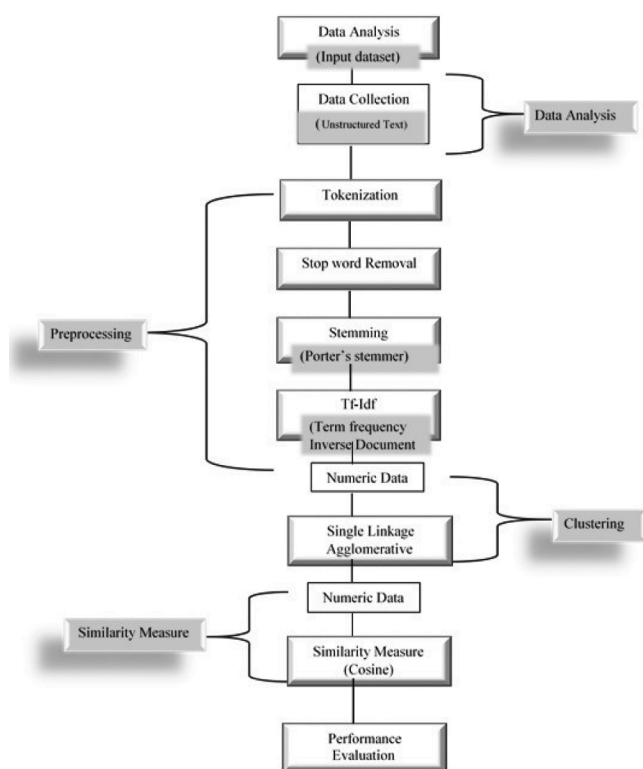 Data Analysis
(Input dataset)
Data Collection
(Unstructured Text)
Data Analysis
Tokenization
Stop word Removal
Preprocessing
Stemming
(Porter's stemmer)
Tf-Idf
(Term frequency
Inverse Document
Numeric Data
Single Linkage
Agglomerative
Clustering
Numeric Data
Similarity Measure
Similarity Measure
(Cosine)
Performance
Evaluation